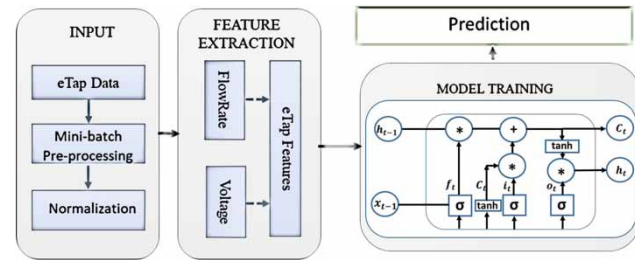 INPUT
eTap Data
Mini-batch
Pre-processing
Normalization
FEATURE
EXTRACTION
FlowRate
Voltage
eTap Features
Prediction
MODEL TRAINING
h_{t-1}
*
+
C_t
tanh
*
*
h_t
f_t
C_t
i_t
o_t
x_{t-1}
σ
tanh
σ
σ